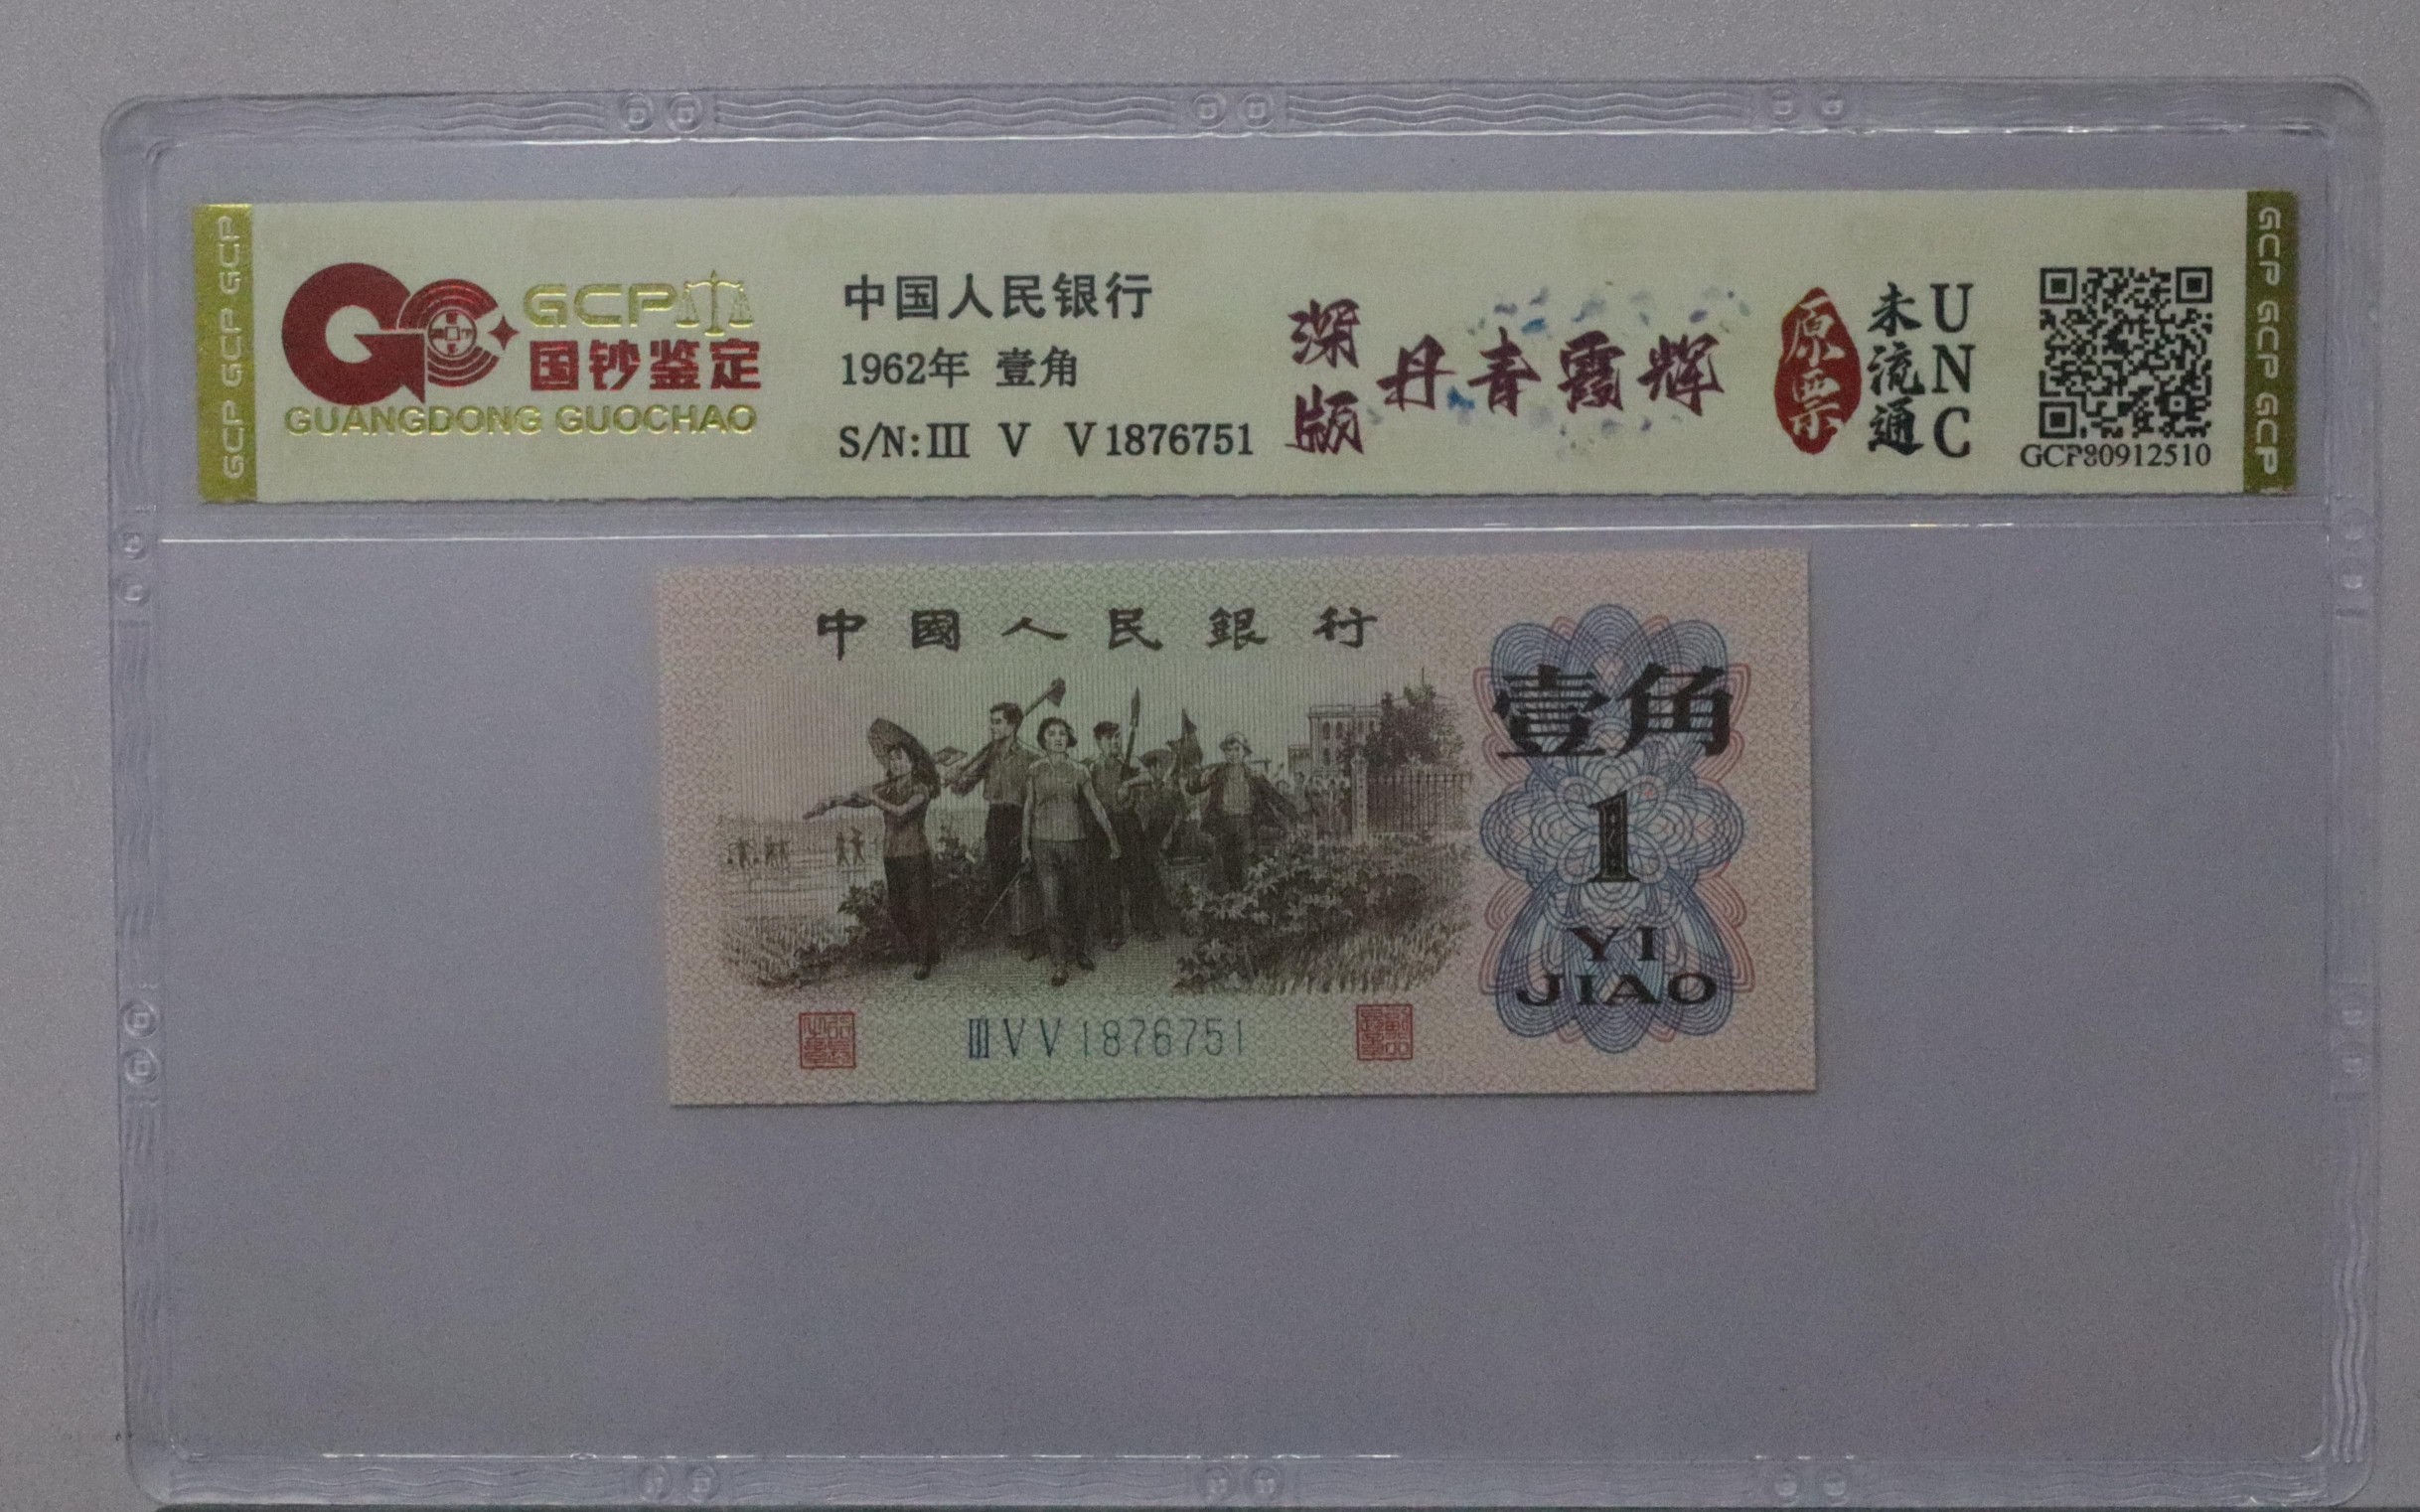 GCP GCP GCP
GCP
国钞鉴定
GUANGDONG GUOCHAO
中国人民银行
1962年 壹角
S/N:Ⅲ V V1876751
深版
丹青霞辉
原票
未流通
UNC
GCP80912510
GCP GCP GCP
中國人民銀行
壹角
1
YI
JIAO
ⅢVV1876751